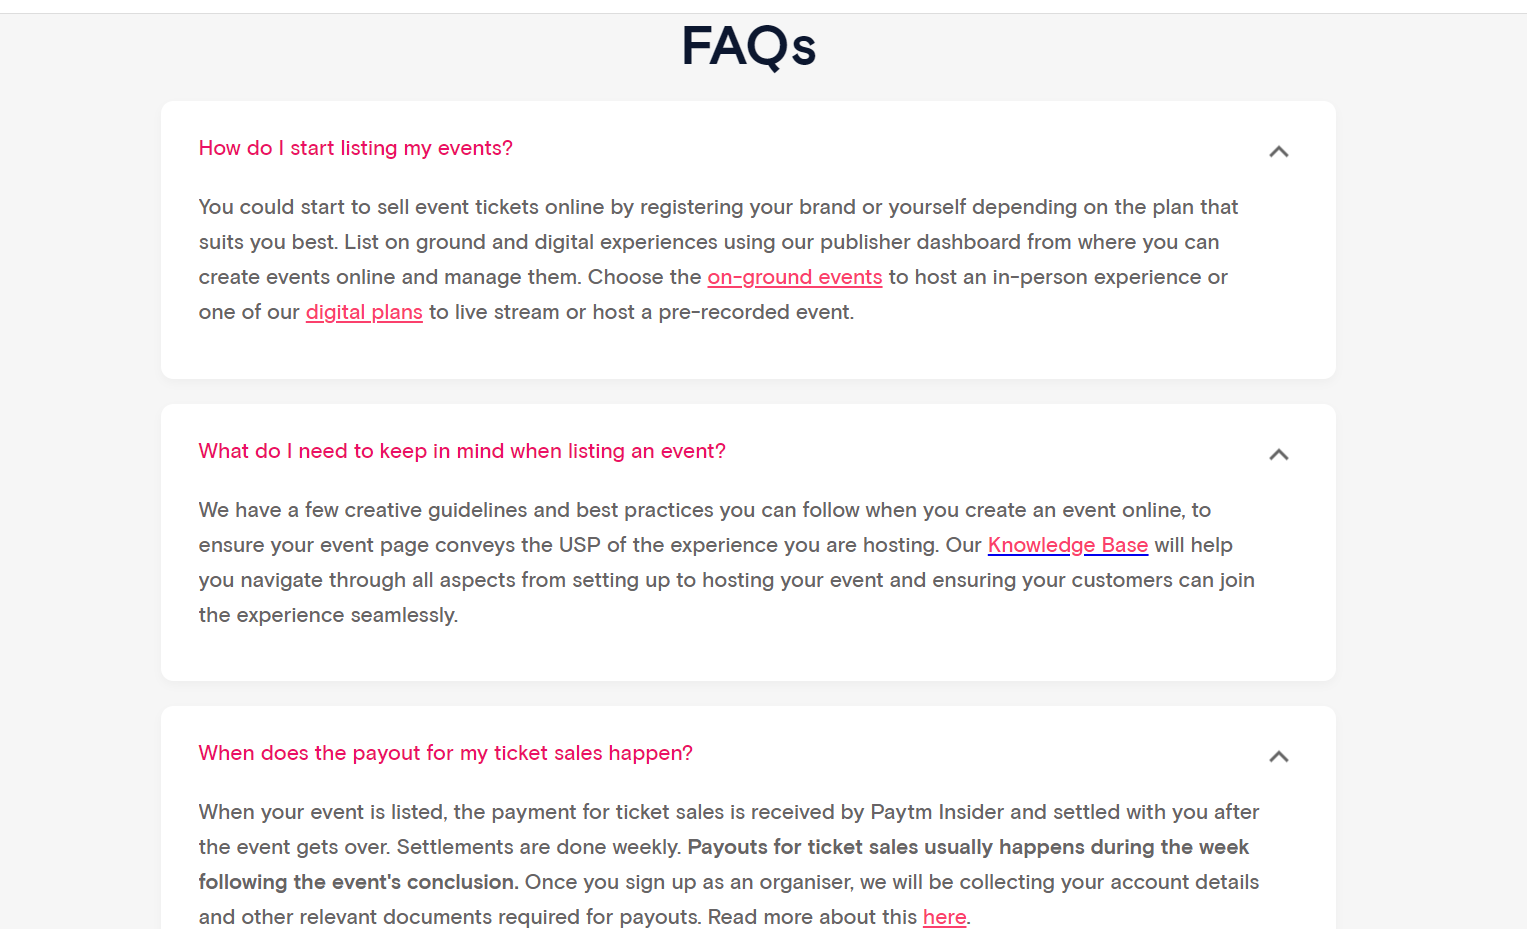 FAQs
How do I start listing my events?
You could start to sell event tickets online by registering your brand or yourself depending on the plan that
suits you best. List on ground and digital experiences using our publisher dashboard from where you can
create events online and manage them. Choose the on-ground events to host an in-person experience or
one of our digital plans to live stream or host a pre-recorded event.
What do I need to keep in mind when listing an event?
We have a few creative guidelines and best practices you can follow when you create an event online, to
ensure your event page conveys the USP of the experience you are hosting. Our Knowledge Base will help
you navigate through all aspects from setting up to hosting your event and ensuring your customers can join
the experience seamlessly.
When does the payout for my ticket sales happen?
When your event is listed, the payment for ticket sales is received by Paytm Insider and settled with you after
the event gets over. Settlements are done weekly. Payouts for ticket sales usually happens during the week
following the event's conclusion. Once you sign up as an organiser, we will be collecting your account details
and other relevant documents required for payouts. Read more about this here.